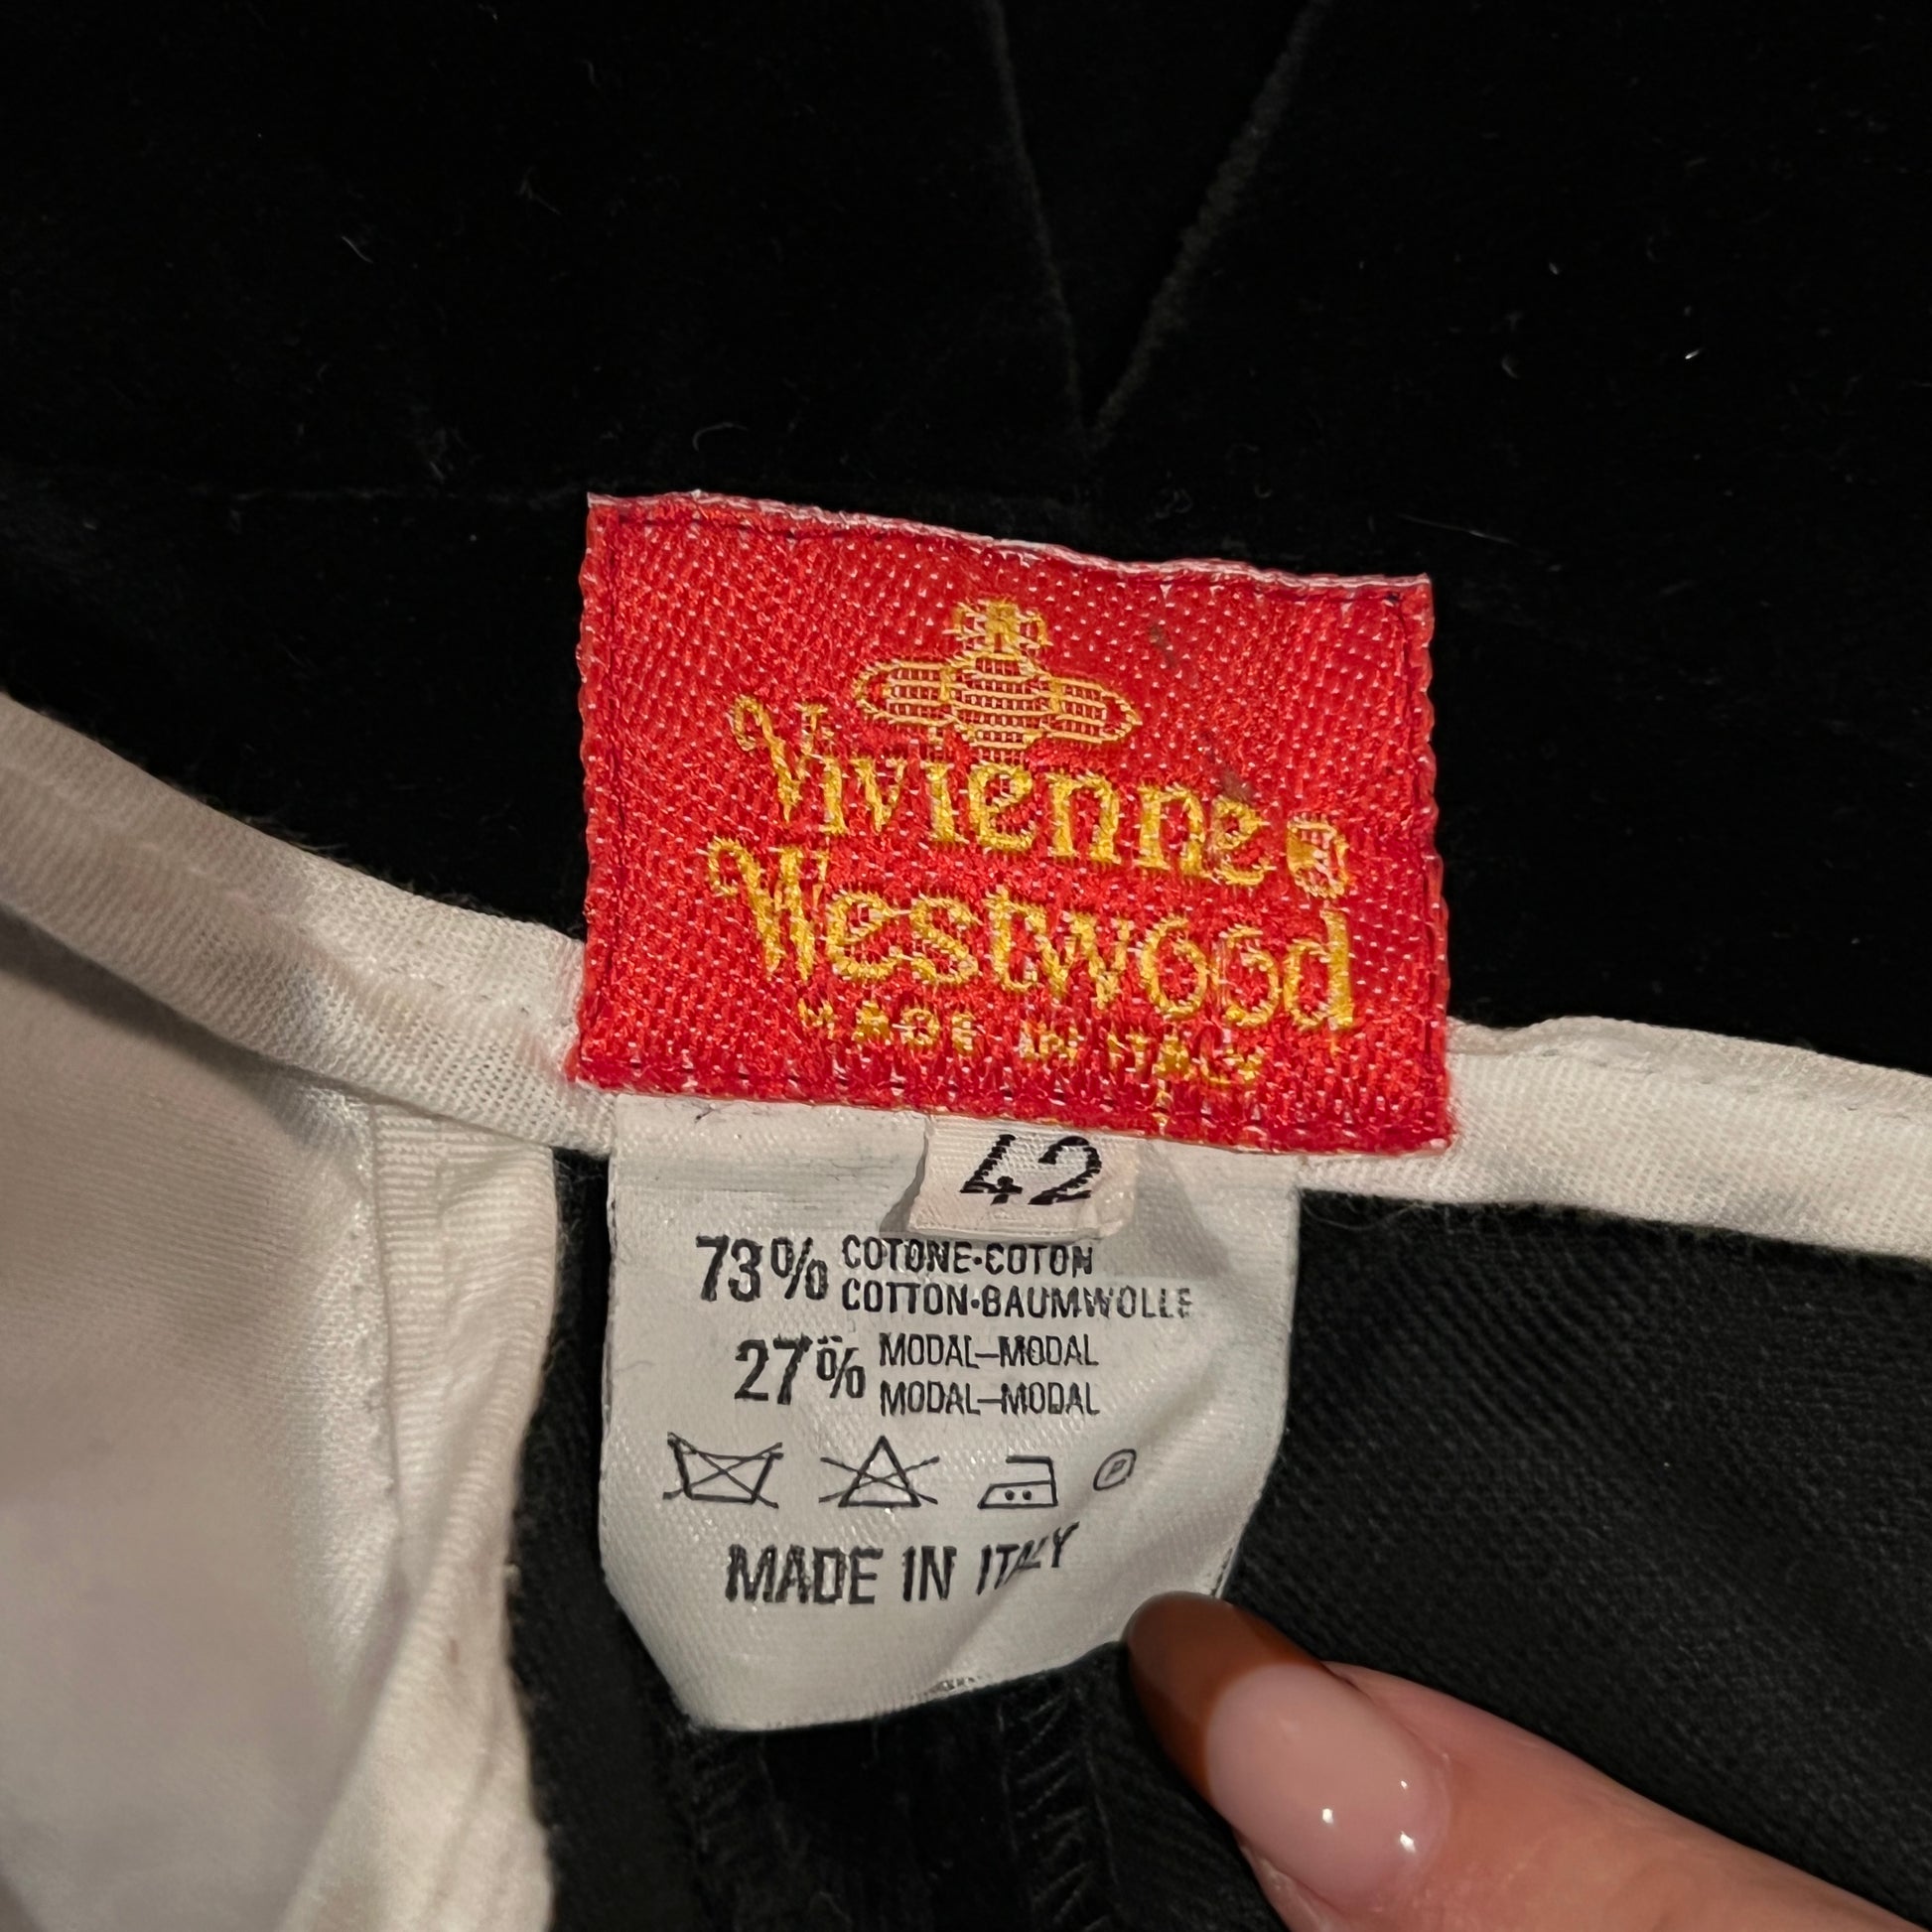 Vivienne
Westwood
MADE IN ITALY
42
73% COTONE•COTON
COTTON•BAUMWOLLE
27% MODAL–MODAL
MODAL–MODAL
P
MADE IN ITALY